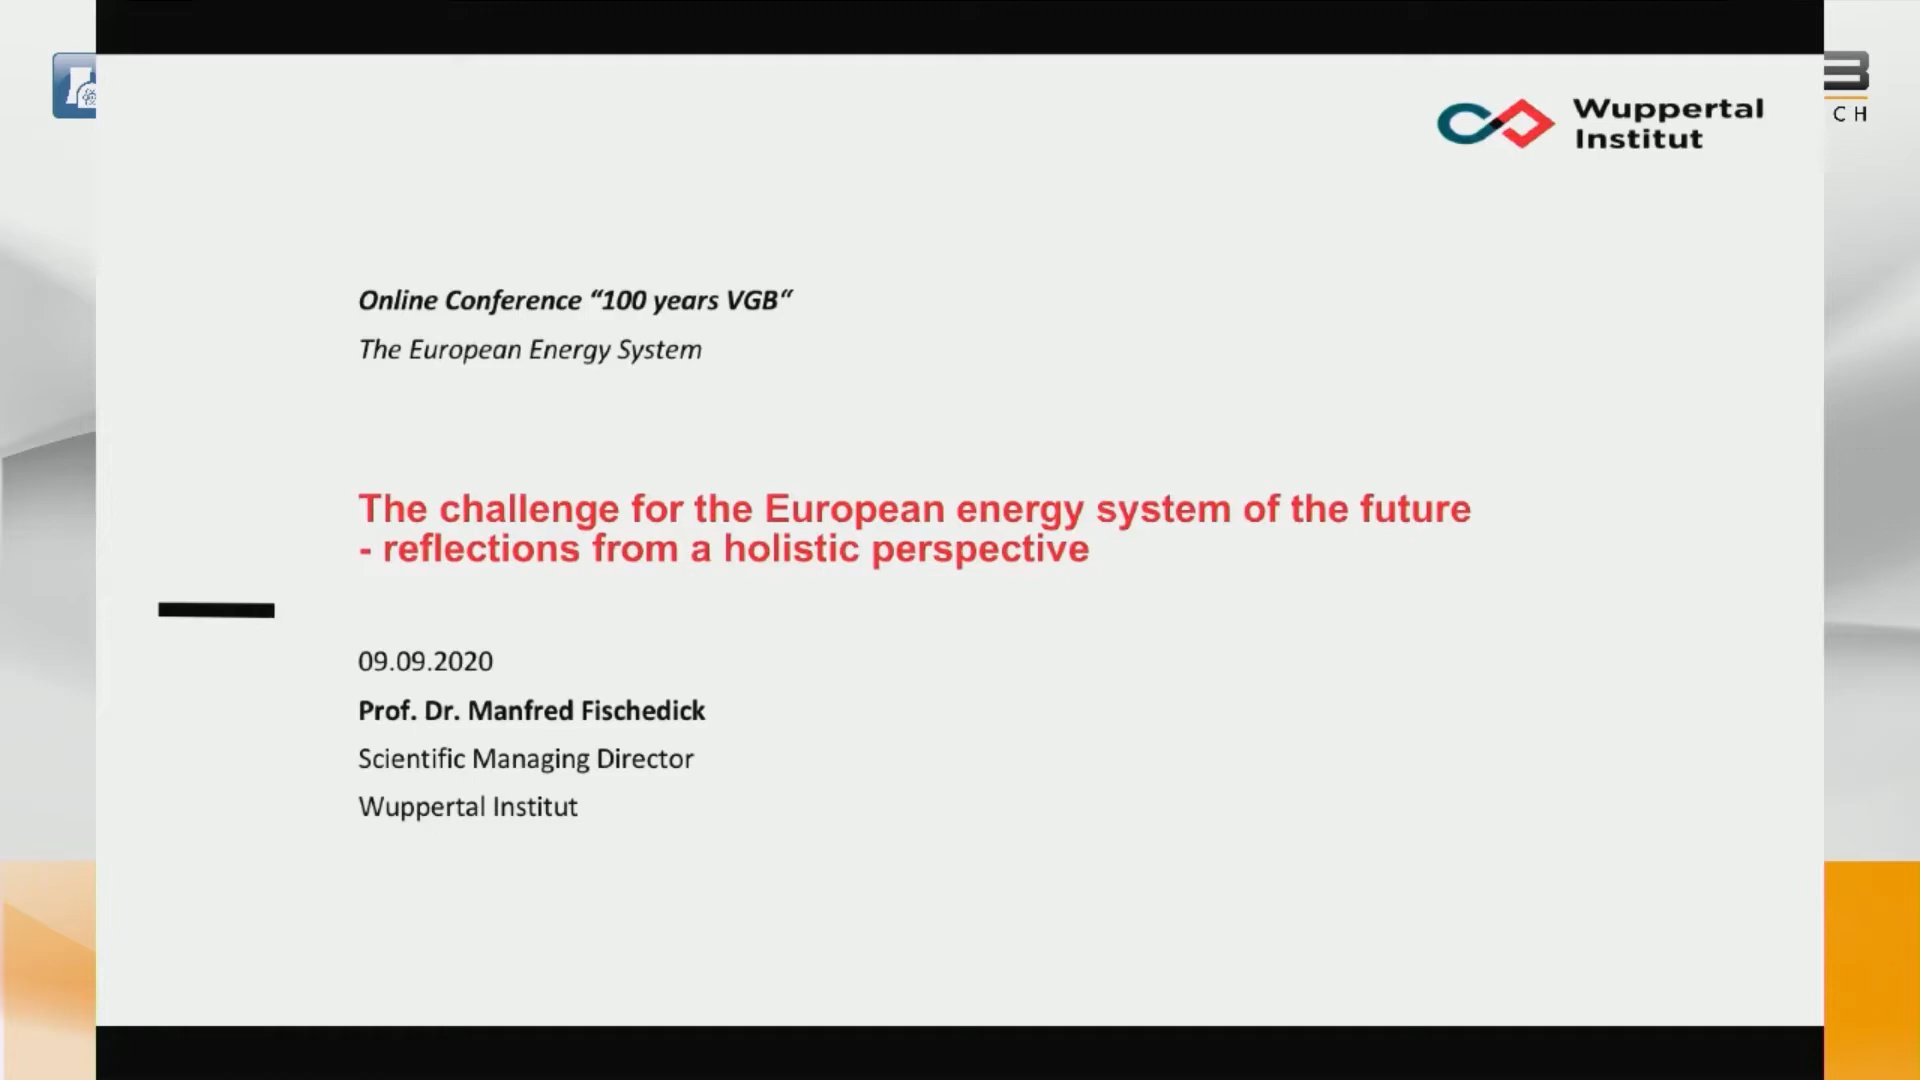 Wuppertal
Institut
CH
Online Conference “100 years VGB“
The European Energy System
The challenge for the European energy system of the future
- reflections from a holistic perspective
09.09.2020
Prof. Dr. Manfred Fischedick
Scientific Managing Director
Wuppertal Institut